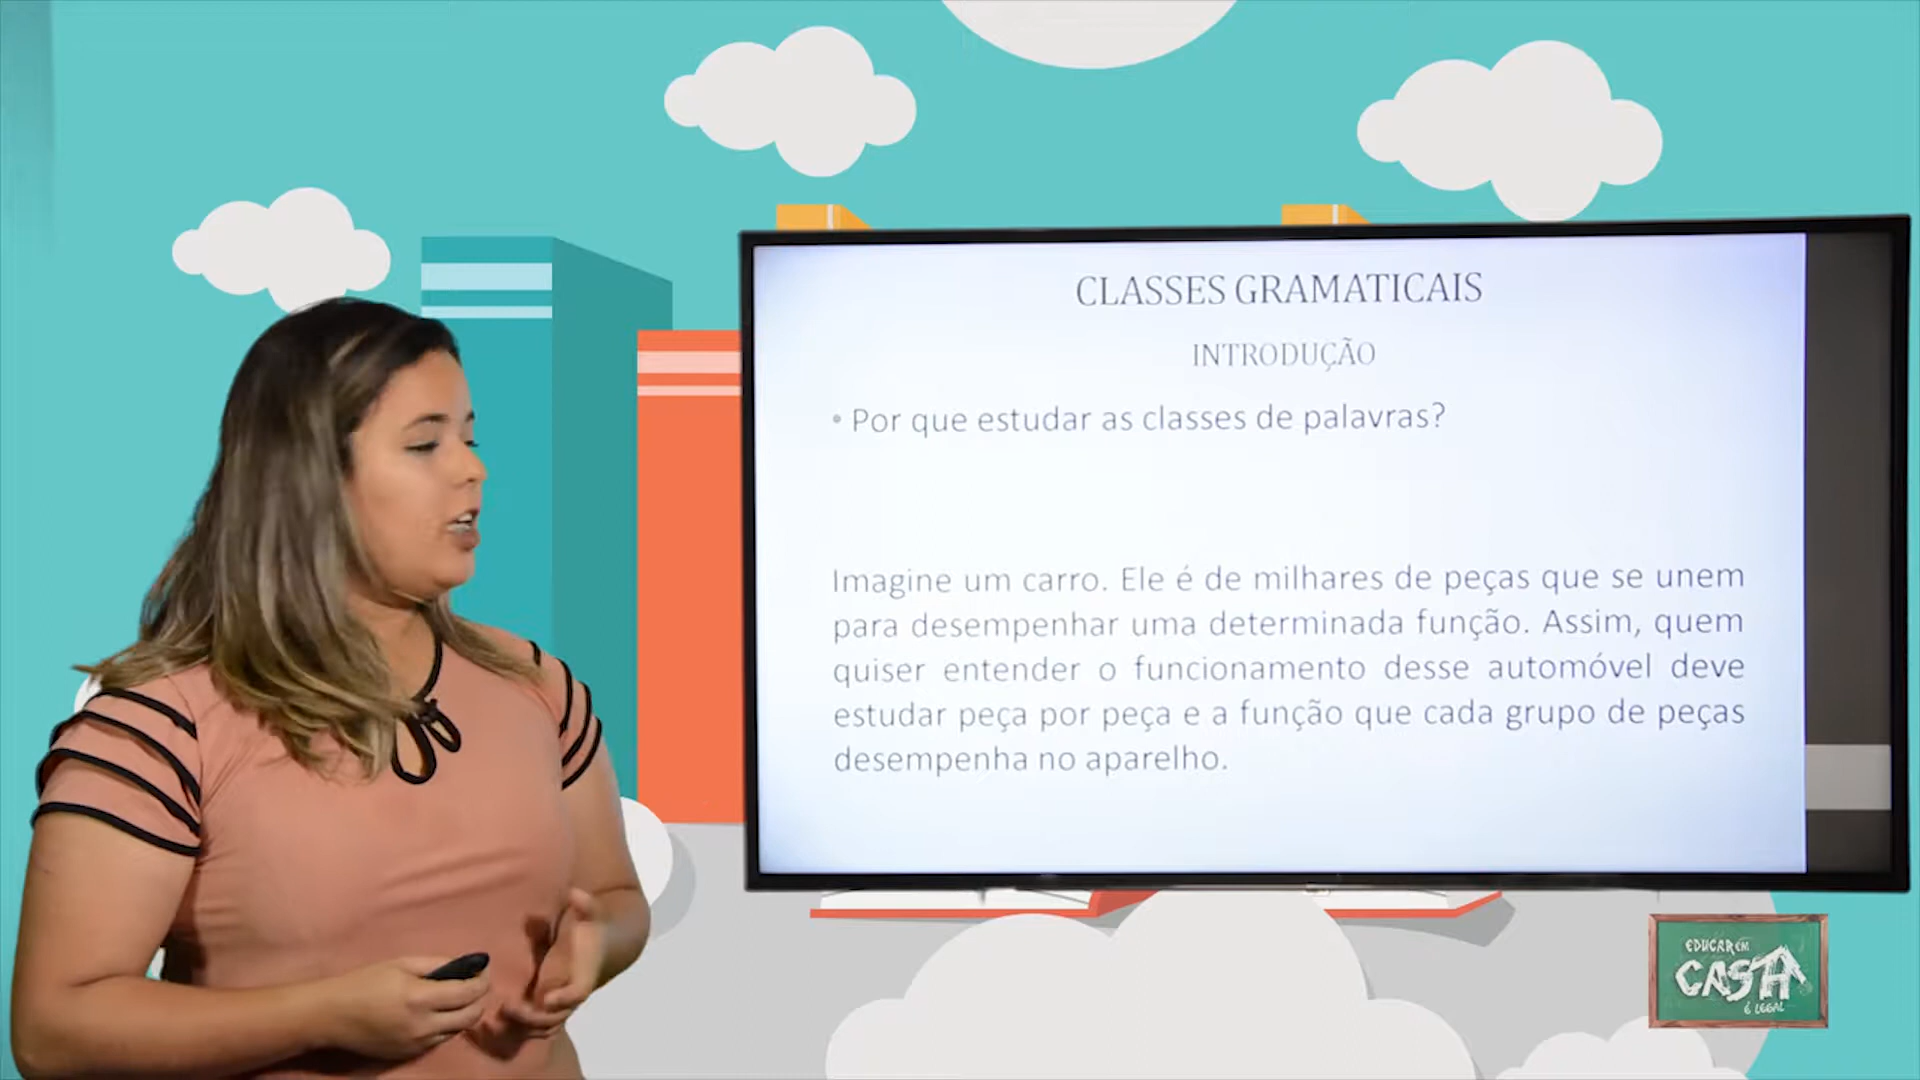 CLASSES GRAMATICAIS
INTRODUÇÃO
• Por que estudar as classes de palavras?
Imagine um carro. Ele é de milhares de peças que se unem
para desempenhar uma determinada função. Assim, quem
quiser entender o funcionamento desse automóvel deve
estudar peça por peça e a função que cada grupo de peças
desempenha no aparelho.
EDUCAR EM
CASA
É LEGAL